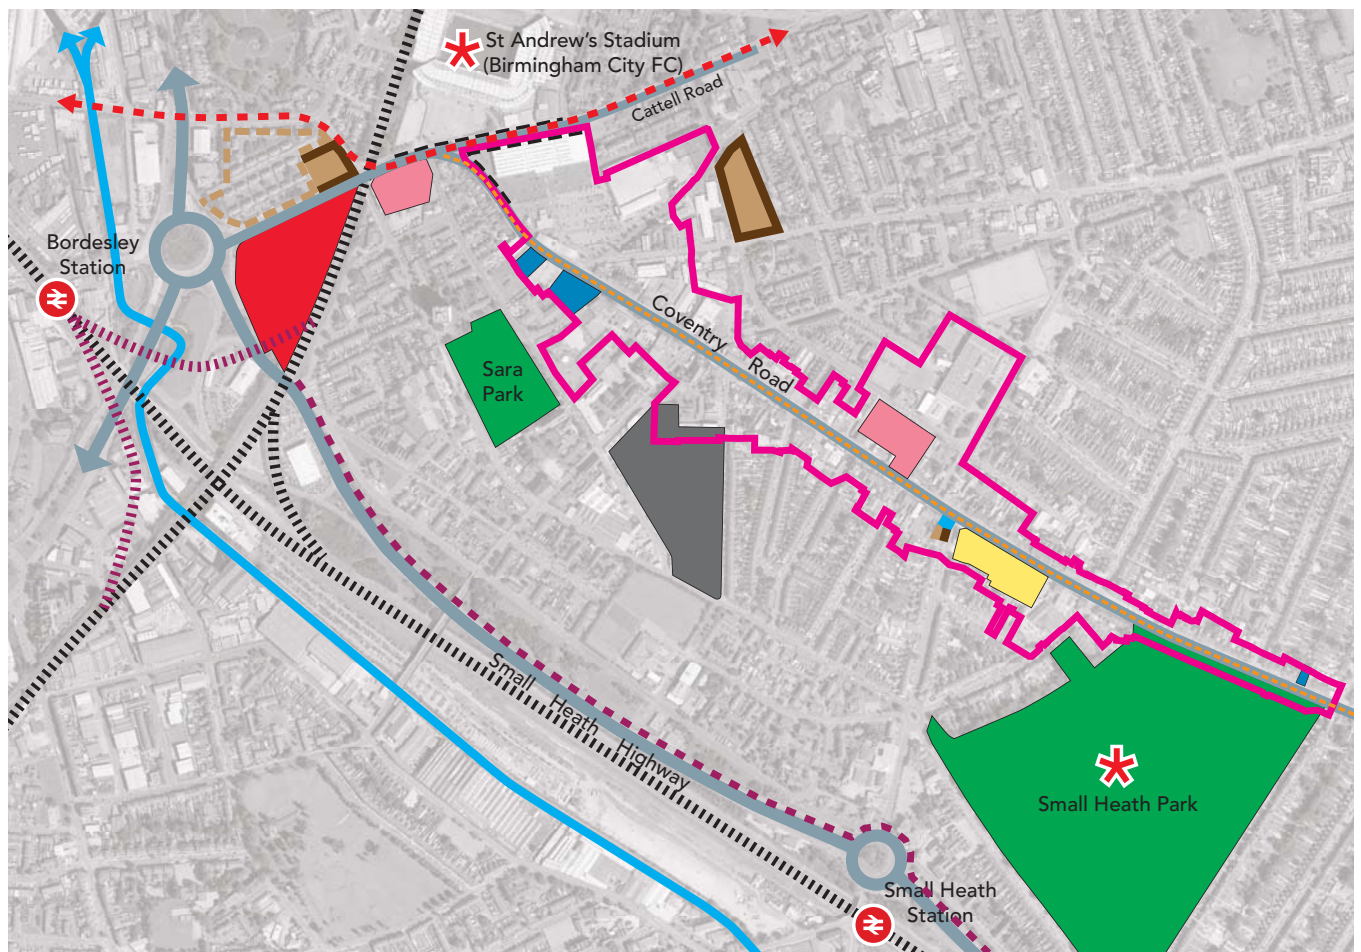 St Andrew's Stadium
(Birmingham City FC)
Cattell Road
Bordesley
Station
Coventry Road
Sara
Park
Small Heath Highway
Small Heath Park
Small Heath
Station